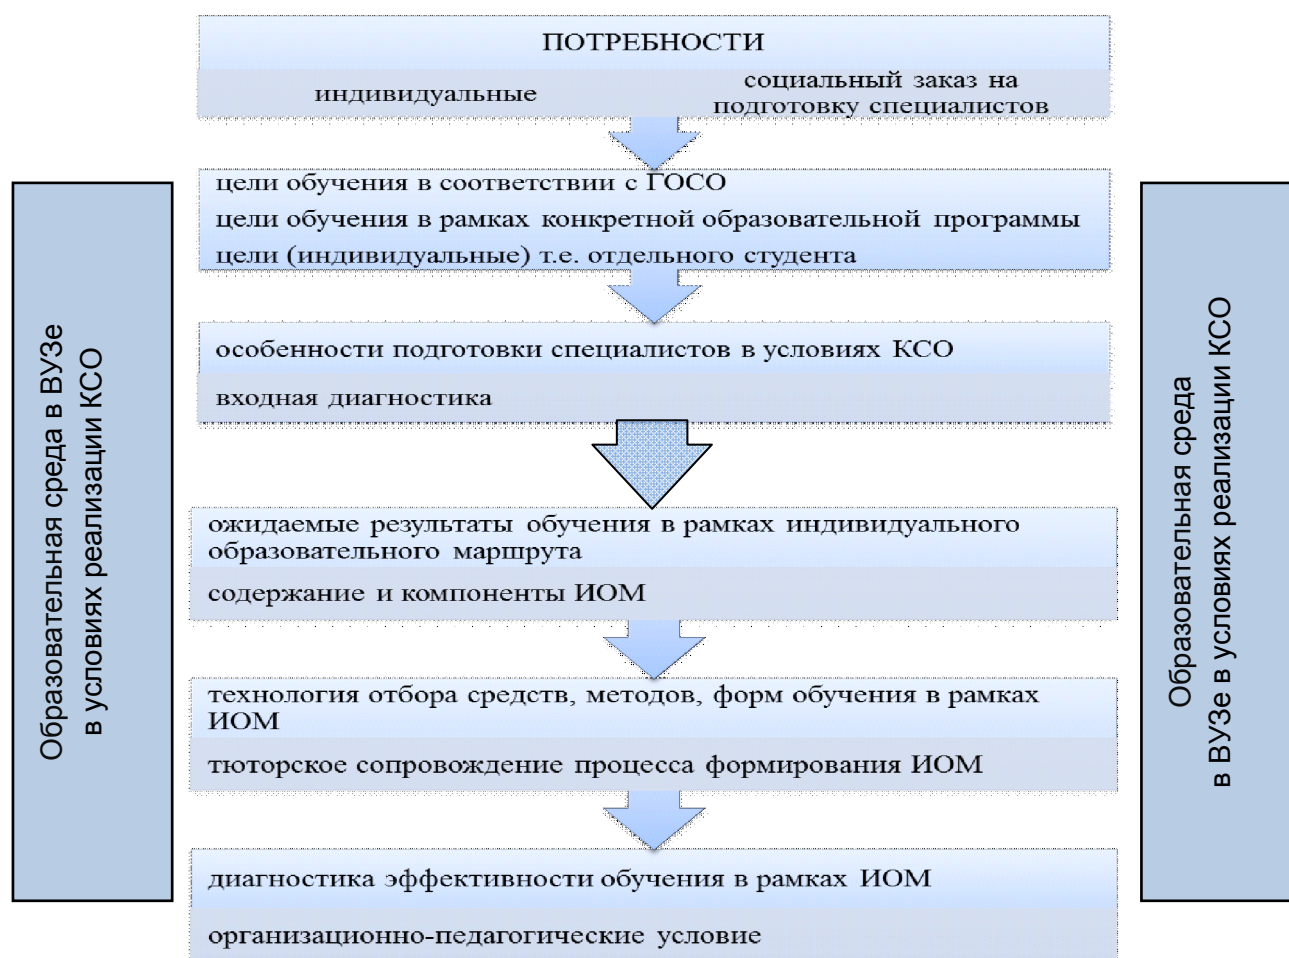 ПОТРЕБНОСТИ
индивидуальные
социальный заказ на
подготовку специалистов
цели обучения в соответствии с ГОСО
цели обучения в рамках конкретной образовательной программы
цели (индивидуальные) т.е. отдельного студента
Образовательная среда в ВУЗе
в условиях реализации КСО
особенности подготовки специалистов в условиях КСО
входная диагностика
ожидаемые результаты обучения в рамках индивидуального
образовательного маршрута
содержание и компоненты ИОМ
технология отбора средств, методов, форм обучения в рамках
ИОМ
тюторское сопровождение процесса формирования ИОМ
диагностика эффективности обучения в рамках ИОМ
организационно-педагогические условие
Образовательная среда
в ВУЗе в условиях реализации КСО